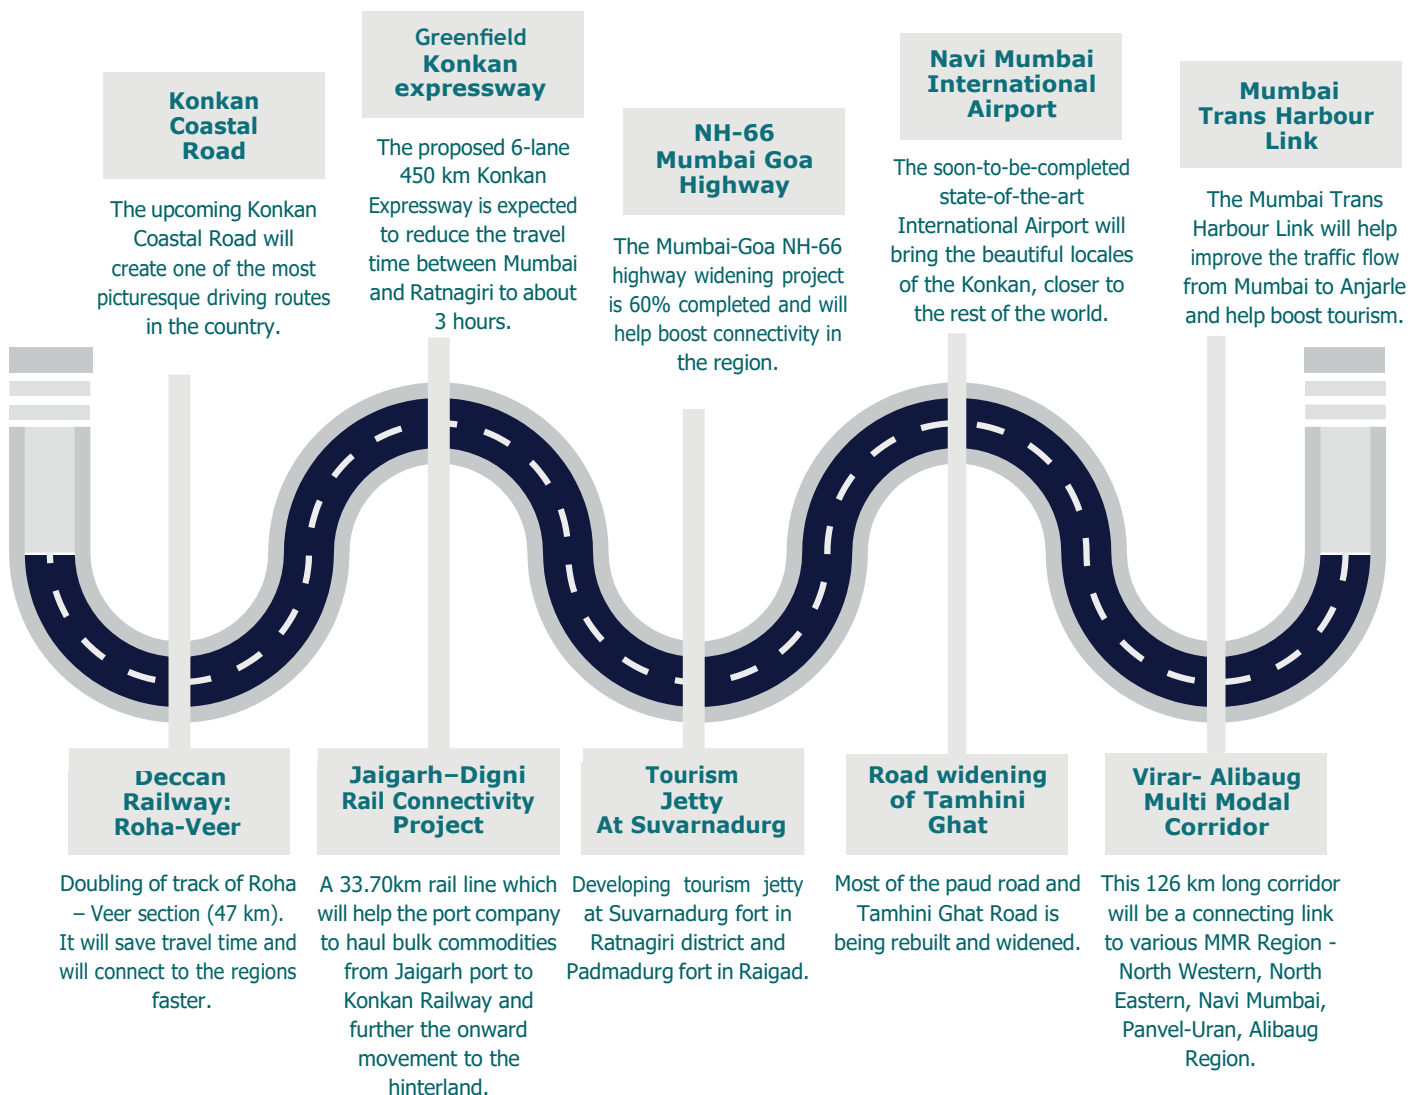 Konkan
Coastal
Road
The upcoming Konkan
Coastal Road will
create one of the most
picturesque driving routes
in the country.
Greenfield
Konkan
expressway
The proposed 6-lane
450 km Konkan
Expressway is expected
to reduce the travel
time between Mumbai
and Ratnagiri to about
3 hours.
NH-66
Mumbai Goa
Highway
The Mumbai-Goa NH-66
highway widening project
is 60% completed and will
help boost connectivity in
the region.
Navi Mumbai
International
Airport
The soon-to-be-completed
state-of-the-art
International Airport will
bring the beautiful locales
of the Konkan, closer to
the rest of the world.
Mumbai
Trans Harbour
Link
The Mumbai Trans
Harbour Link will help
improve the traffic flow
from Mumbai to Anjarle
and help boost tourism.
Deccan
Railway:
Roha-Veer
Doubling of track of Roha
– Veer section (47 km).
It will save travel time and
will connect to the regions
faster.
Jaigarh–Digni
Rail Connectivity
Project
A 33.70km rail line which
will help the port company
to haul bulk commodities
from Jaigarh port to
Konkan Railway and
further the onward
movement to the
hinterland.
Tourism
Jetty
At Suvarnadurg
Developing tourism jetty
at Suvarnadurg fort in
Ratnagiri district and
Padmadurg fort in Raigad.
Road widening
of Tamhini
Ghat
Most of the paud road and
Tamhini Ghat Road is
being rebuilt and widened.
Virar- Alibaug
Multi Modal
Corridor
This 126 km long corridor
will be a connecting link
to various MMR Region -
North Western, North
Eastern, Navi Mumbai,
Panvel-Uran, Alibaug
Region.